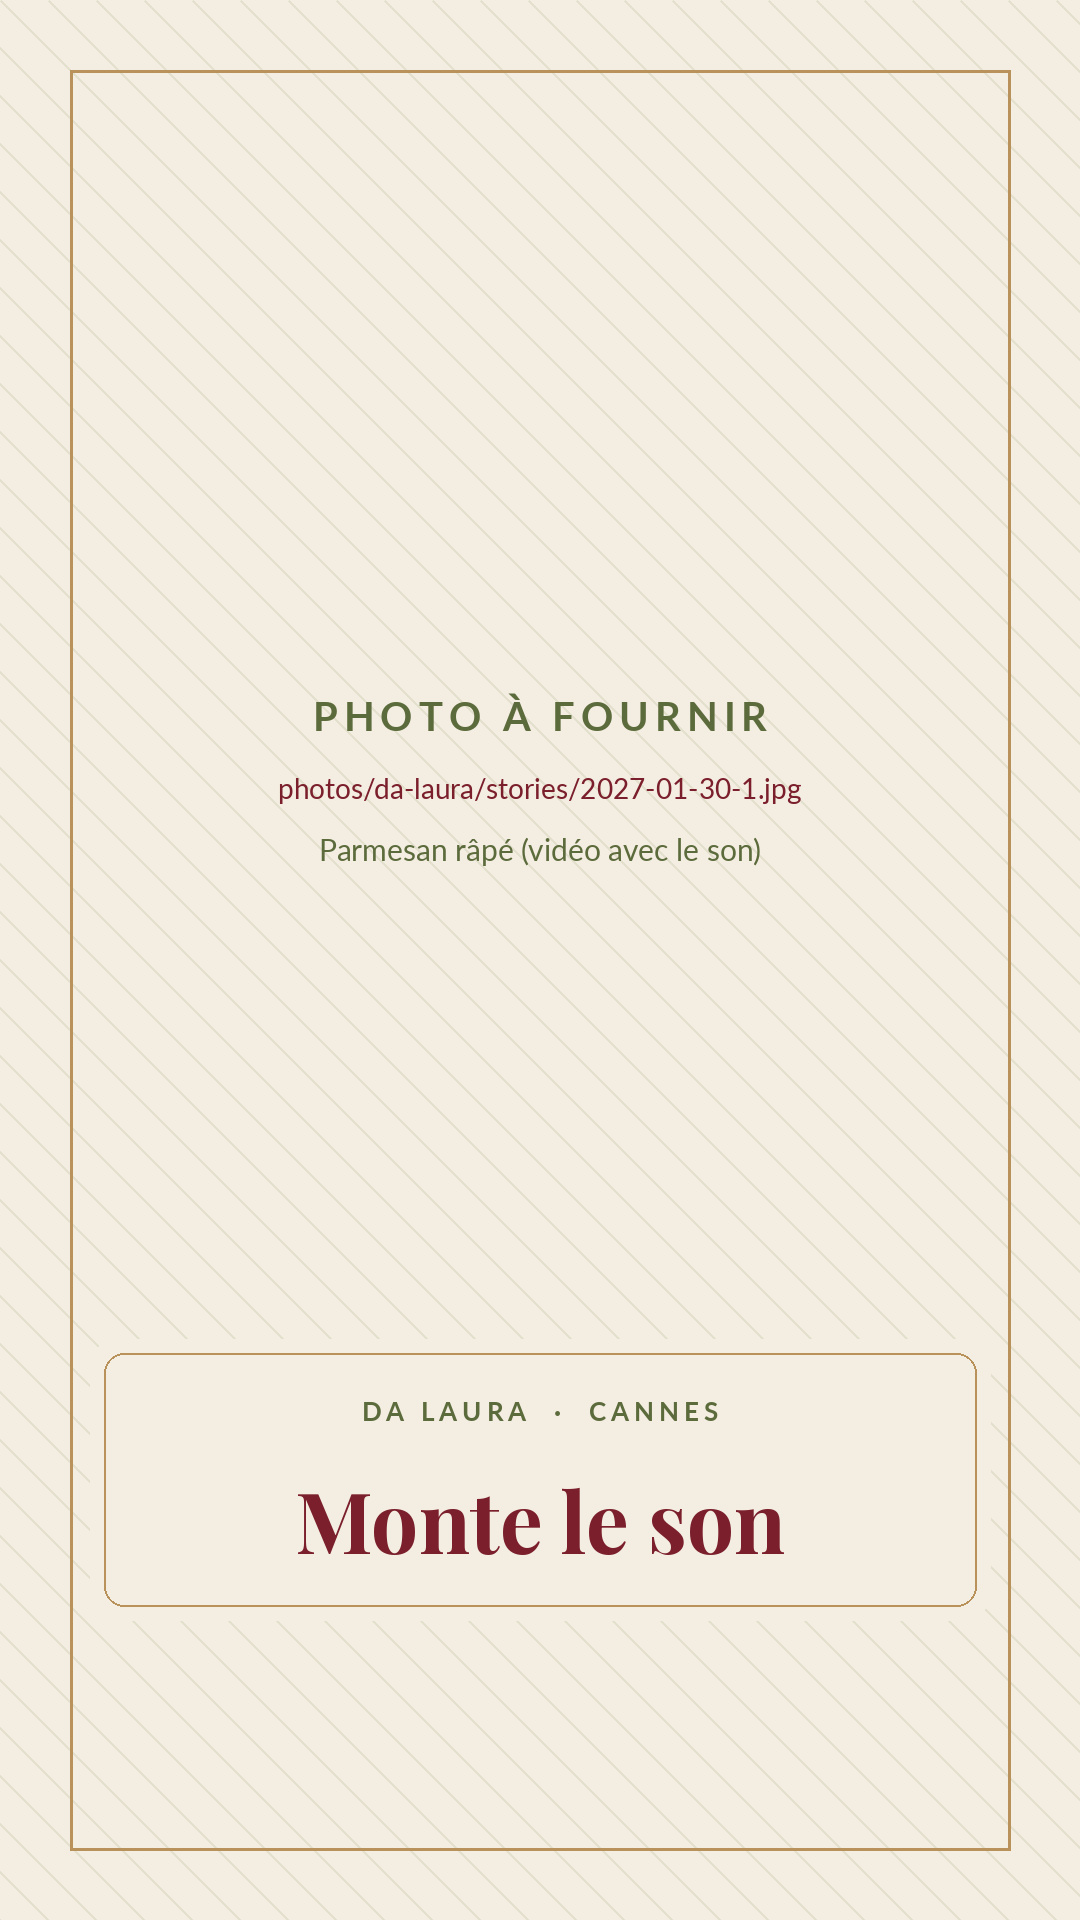 PHOTO À FOURNIR
photos/da-laura/stories/2027-01-30-1.jpg
Parmesan râpé (vidéo avec le son)
DA LAURA · CANNES
Monte le son